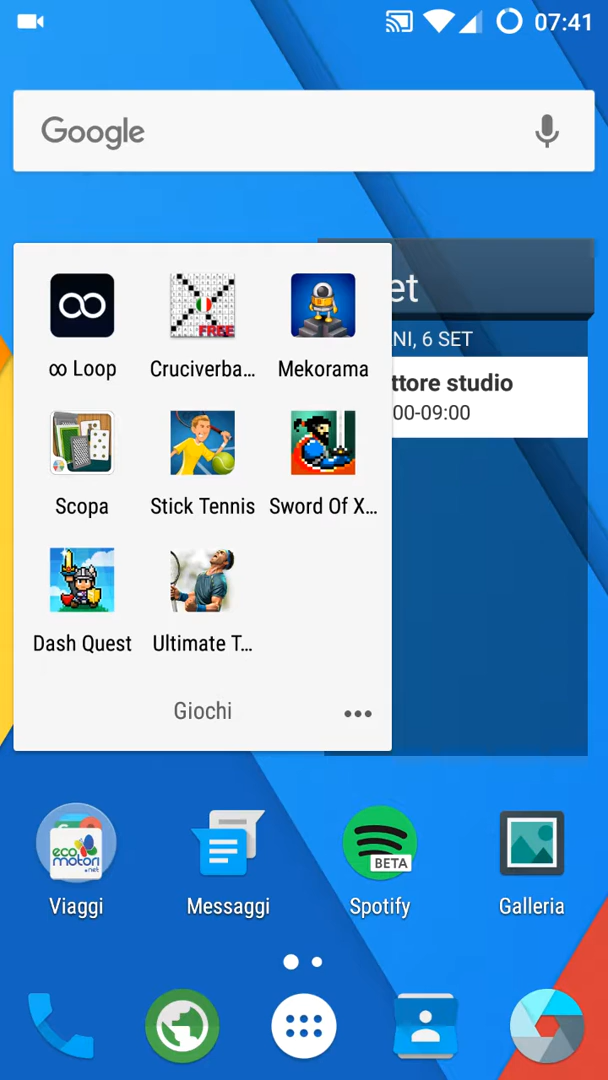 07:41
Google
et
NI, 6 SET
ttore studio
00-09:00
FREE
∞ Loop
Cruciverba…
Mekorama
Scopa
Stick Tennis
Sword Of X…
Dash Quest
Ultimate T…
Giochi
eco
motori
.net
BETA
Viaggi
Messaggi
Spotify
Galleria